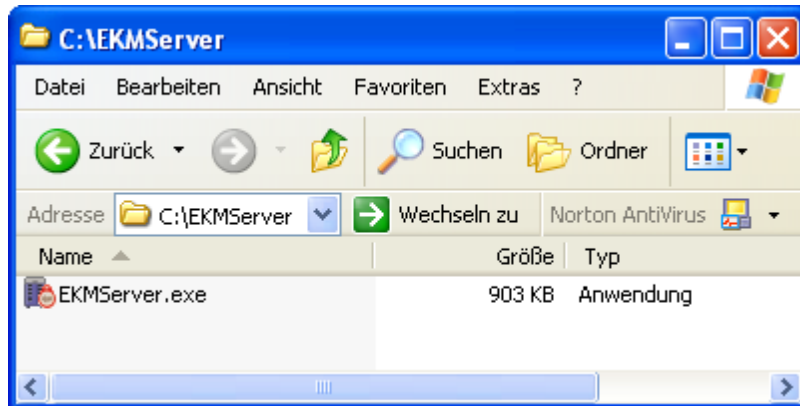 C:\EKMServer
Datei Bearbeiten Ansicht Favoriten Extras ?
Zurück Suchen Ordner
Adresse C:\EKMServer Wechseln zu Norton AntiVirus
Name Größe Typ
EKMServer.exe 903 KB Anwendung